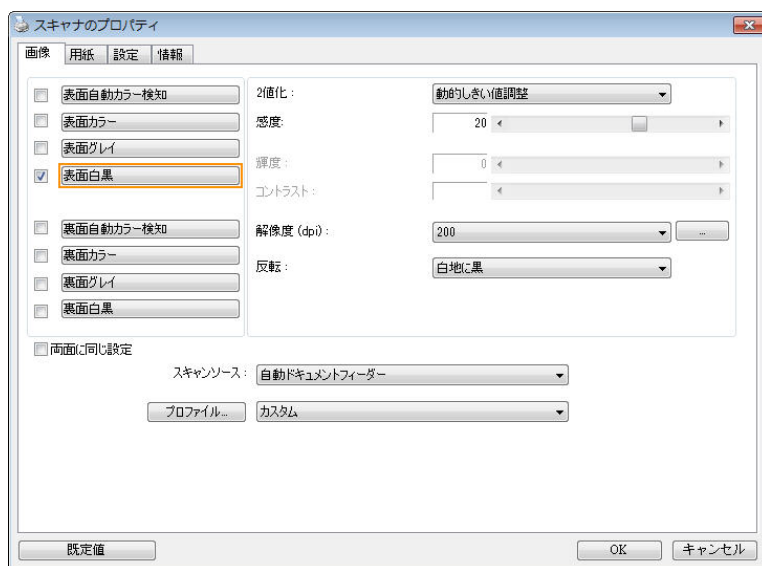 スキャナのプロパティ
画像 用紙 設定 情報
表面自動カラー検知
表面カラー
表面グレイ
表面白黒
裏面自動カラー検知
裏面カラー
裏面グレイ
裏面白黒
2値化: 動的しきい値調整
感度: 20
輝度: 0
コントラスト:
解像度 (dpi): 200 ...
反転: 白地に黒
両面に同じ設定
スキャンソース: 自動ドキュメントフィーダー
プロファイル... カスタム
既定値 OK キャンセル